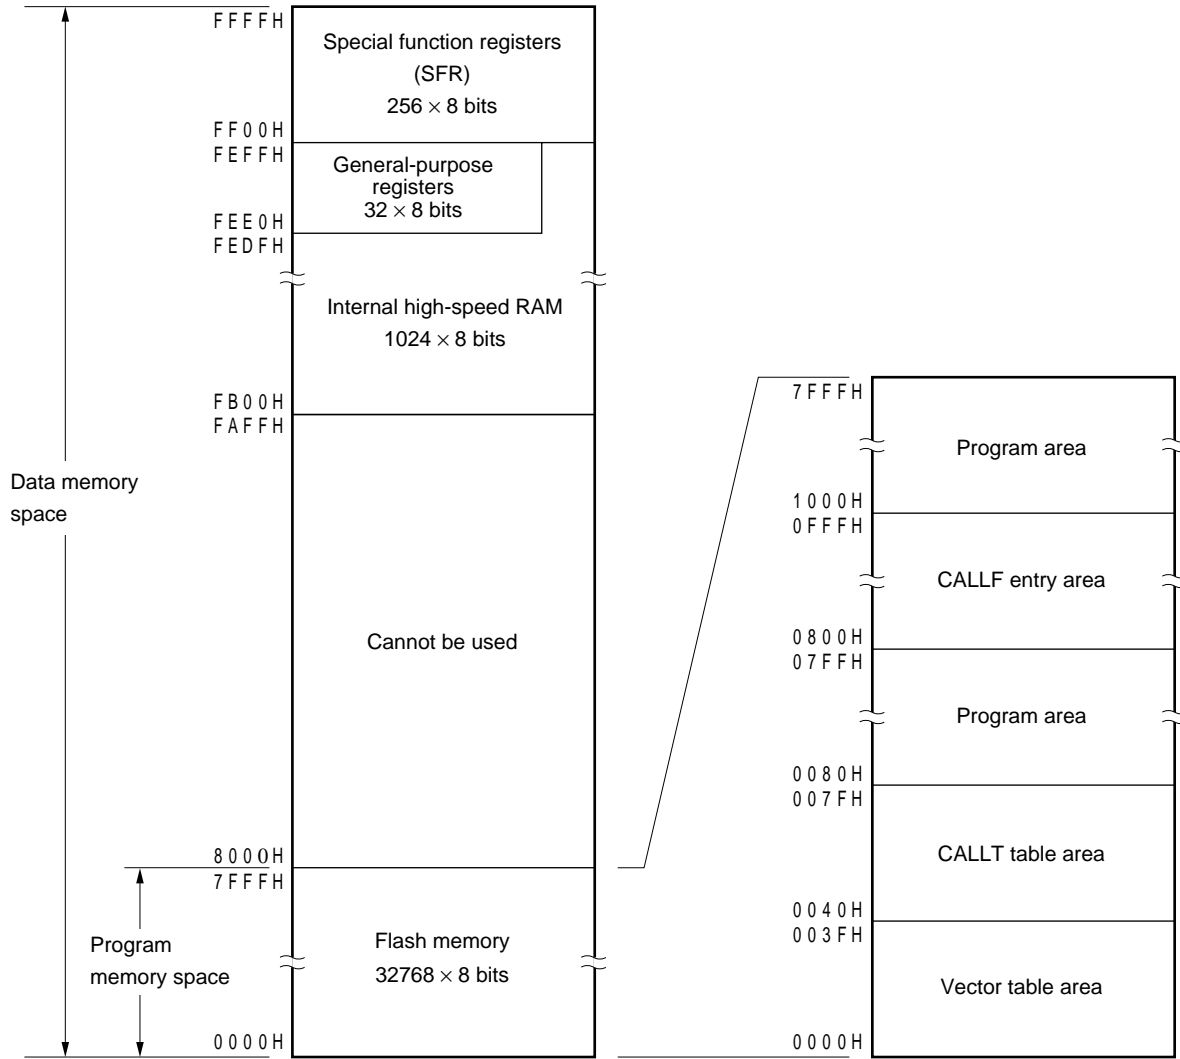 FFFFH
Special function registers
(SFR)
256 × 8 bits
FF00H
FEFFH
General-purpose
registers
32 × 8 bits
FEE0H
FEDFH
Internal high-speed RAM
1024 × 8 bits
FB00H
FAFFH
Data memory
space
Cannot be used
8000H
7FFFH
Program
memory space
Flash memory
32768 × 8 bits
0000H
7FFFH
Program area
1000H
0FFFH
CALLF entry area
0800H
07FFH
Program area
0080H
007FH
CALLT table area
0040H
003FH
Vector table area
0000H